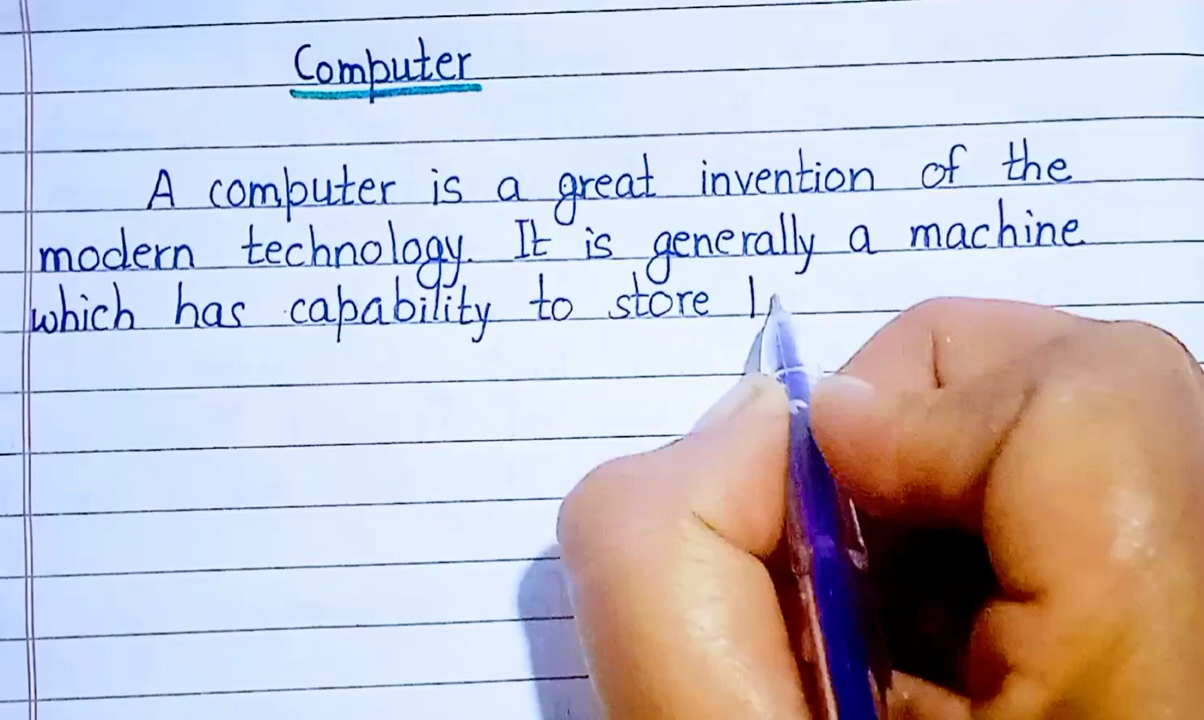 Computer
A computer is a great invention of the
modern technology. It is generally a machine
which has capability to store